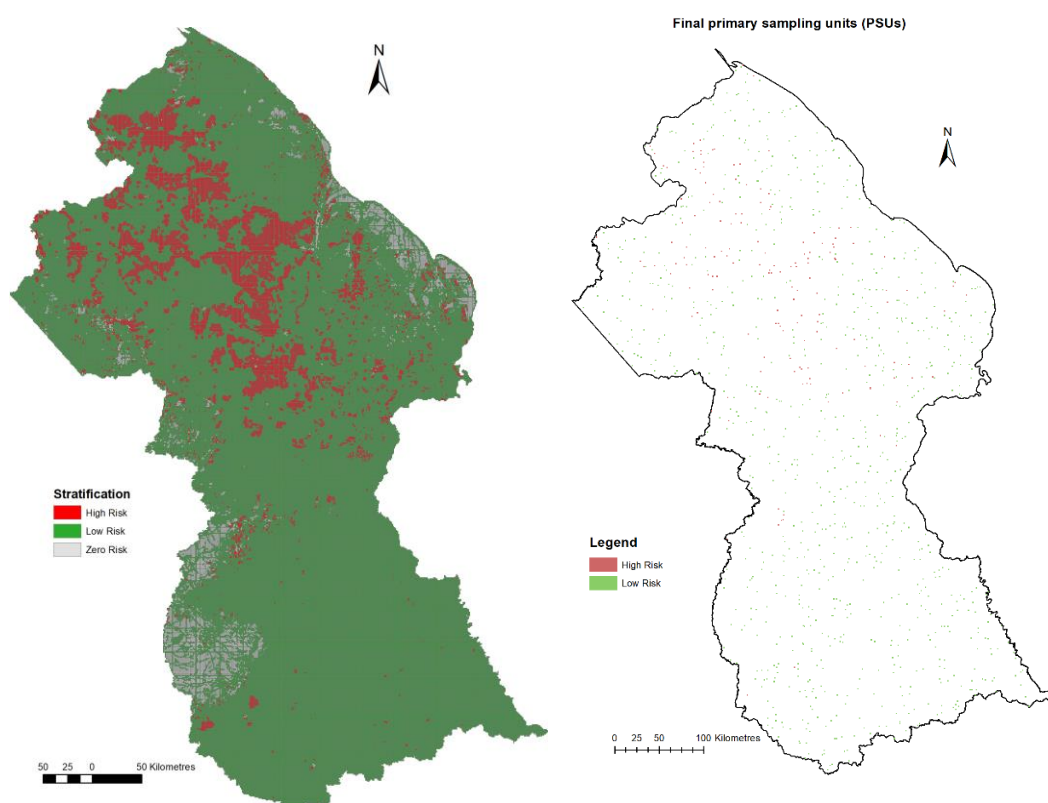 N
Stratification
High Risk
Low Risk
Zero Risk
50 25 0 50 Kilometres
Final primary sampling units (PSUs)
N
Legend
High Risk
Low Risk
0 25 50 100 Kilometres